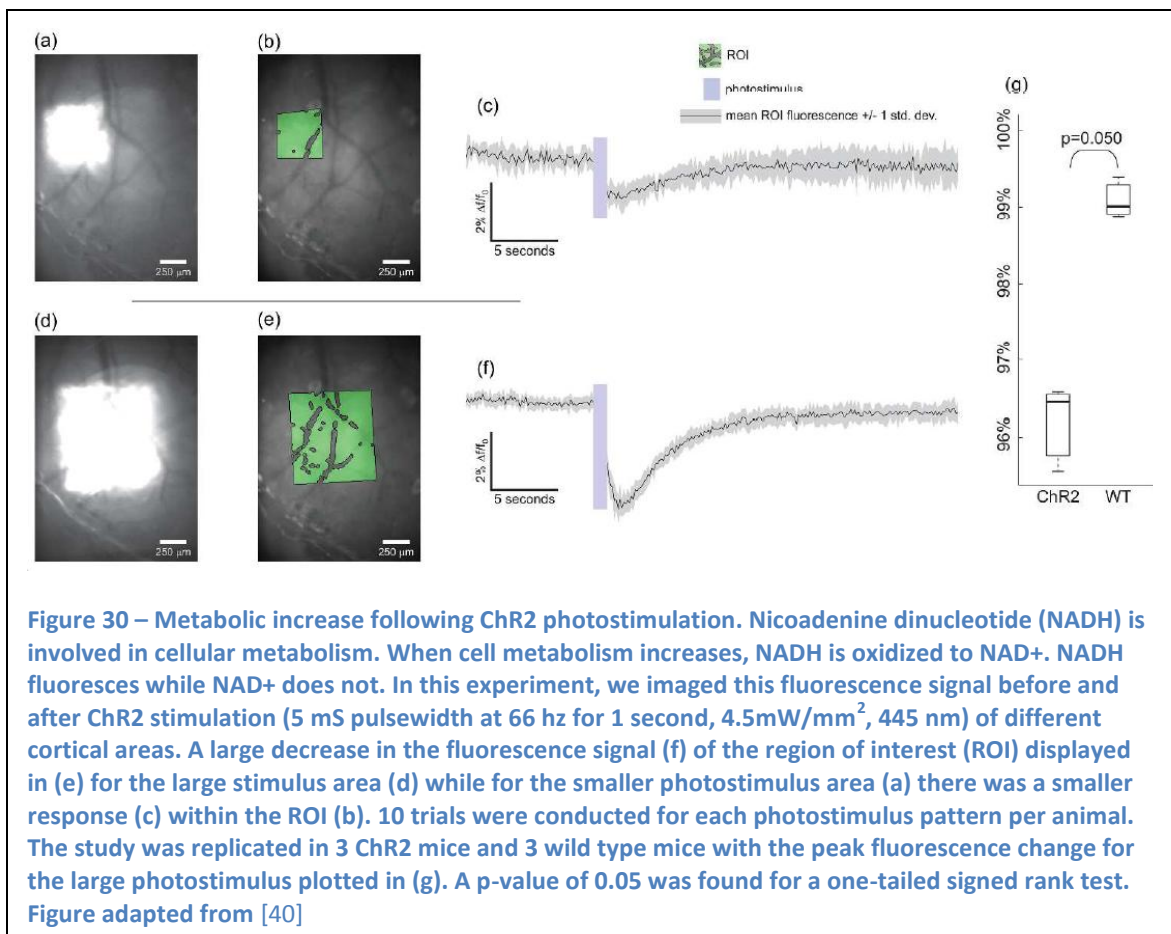 (a)
(b)
ROI
photostimulus
mean ROI fluorescence +/- 1 std. dev.
(c)
2% Δf/f₀
5 seconds
(g)
100%
99%
98%
97%
96%
p=0.050
ChR2
WT
250 µm
250 µm
(d)
(e)
(f)
2% Δf/f₀
5 seconds
250 µm
250 µm
Figure 30 – Metabolic increase following ChR2 photostimulation. Nicoadenine dinucleotide (NADH) is
involved in cellular metabolism. When cell metabolism increases, NADH is oxidized to NAD+. NADH
fluoresces while NAD+ does not. In this experiment, we imaged this fluorescence signal before and
after ChR2 stimulation (5 mS pulsewidth at 66 hz for 1 second, 4.5mW/mm², 445 nm) of different
cortical areas. A large decrease in the fluorescence signal (f) of the region of interest (ROI) displayed
in (e) for the large stimulus area (d) while for the smaller photostimulus area (a) there was a smaller
response (c) within the ROI (b). 10 trials were conducted for each photostimulus pattern per animal.
The study was replicated in 3 ChR2 mice and 3 wild type mice with the peak fluorescence change for
the large photostimulus plotted in (g). A p-value of 0.05 was found for a one-tailed signed rank test.
Figure adapted from [40]